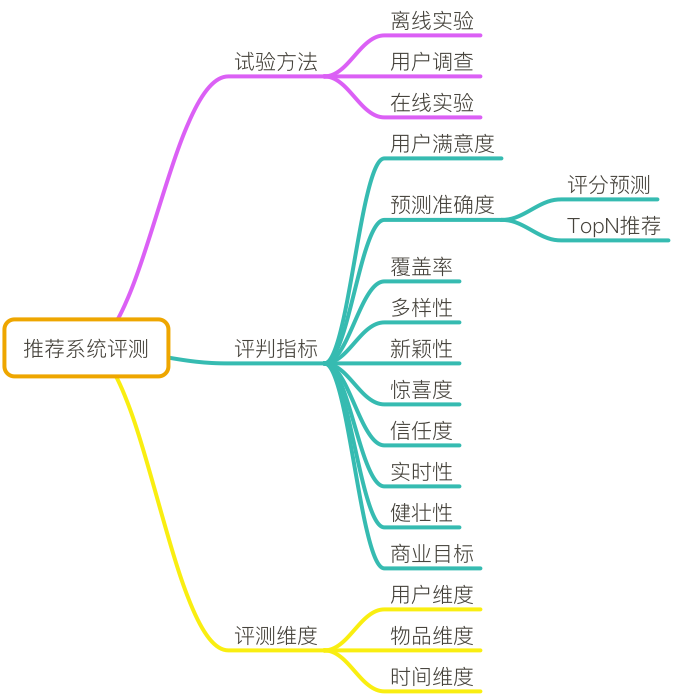 推荐系统评测
试验方法
离线实验
用户调查
在线实验
评判指标
用户满意度
预测准确度
评分预测
TopN推荐
覆盖率
多样性
新颖性
惊喜度
信任度
实时性
健壮性
商业目标
评测维度
用户维度
物品维度
时间维度